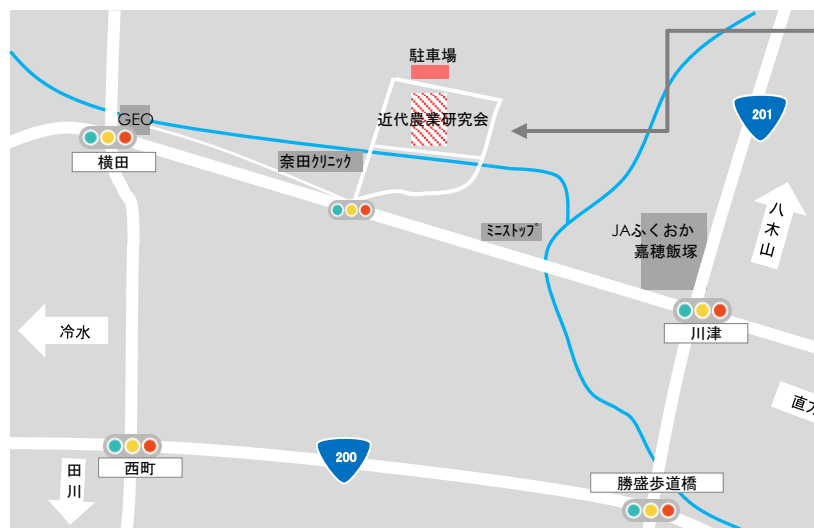 駐車場
近代農業研究会
GEO
横田
奈田ｸﾘﾆｯｸ
ﾐﾆｽﾄｯﾌﾟ
201
八木山
JAふくおか
嘉穂飯塚
川津
冷水
直方
200
西町
田川
勝盛歩道橋